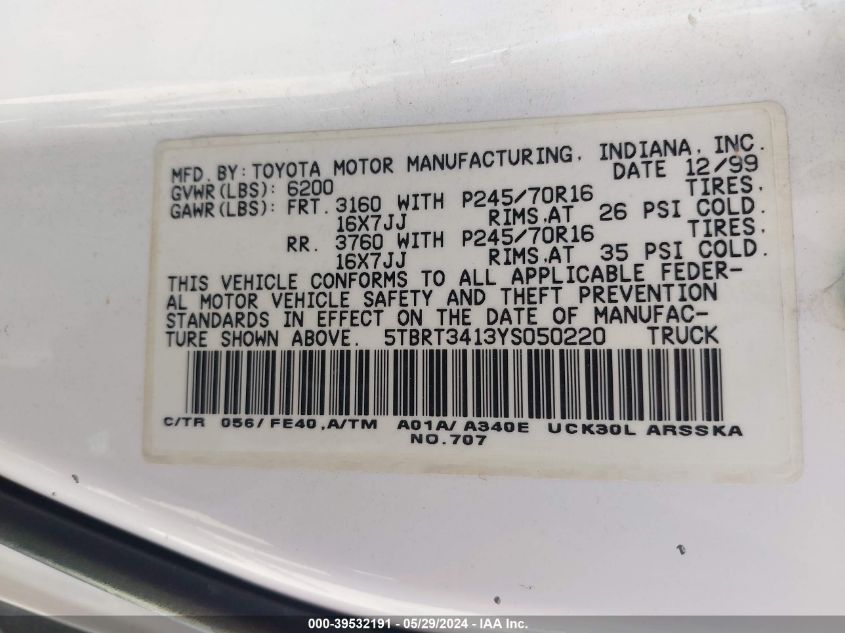 MFD. BY: TOYOTA MOTOR MANUFACTURING, INDIANA, INC.
GVWR(LBS): 6200 DATE 12/99
GAWR(LBS): FRT. 3160 WITH P245/70R16 TIRES.
16X7JJ RIMS.AT 26 PSI COLD.
RR. 3760 WITH P245/70R16 TIRES.
16X7JJ RIMS.AT 35 PSI COLD.
THIS VEHICLE CONFORMS TO ALL APPLICABLE FEDER-
AL MOTOR VEHICLE SAFETY AND THEFT PREVENTION
STANDARDS IN EFFECT ON THE DATE OF MANUFAC-
TURE SHOWN ABOVE. 5TBRT3413YS050220 TRUCK
C/TR 056/FE40,A/TM A01A/A340E UCK30L ARSSKA
NO.707
000-39532191 - 05/29/2024 - IAA Inc.